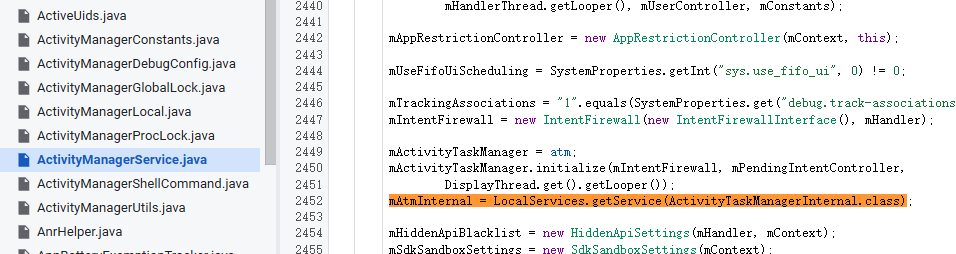 ActiveUids.java
ActivityManagerConstants.java
ActivityManagerDebugConfig.java
ActivityManagerGlobalLock.java
ActivityManagerLocal.java
ActivityManagerProcLock.java
ActivityManagerService.java
ActivityManagerShellCommand.java
ActivityManagerUtils.java
AnrHelper.java
AppBatteryExemptionTracker.java
2440 mHandlerThread.getLooper(), mUserController, mConstants);
2441
2442 mAppRestrictionController = new AppRestrictionController(mContext, this);
2443
2444 mUseFifoUiScheduling = SystemProperties.getInt("sys.use_fifo_ui", 0) != 0;
2445
2446 mTrackingAssociations = "1".equals(SystemProperties.get("debug.track-associations
2447 mIntentFirewall = new IntentFirewall(new IntentFirewallInterface(), mHandler);
2448
2449 mActivityTaskManager = atm;
2450 mActivityTaskManager.initialize(mIntentFirewall, mPendingIntentController,
2451 DisplayThread.get().getLooper());
2452 mAtmInternal = LocalServices.getService(ActivityTaskManagerInternal.class);
2453
2454 mHiddenApiBlacklist = new HiddenApiSettings(mHandler, mContext);
2455 mSdkSandboxSettings = new SdkSandboxSettings(mContext);